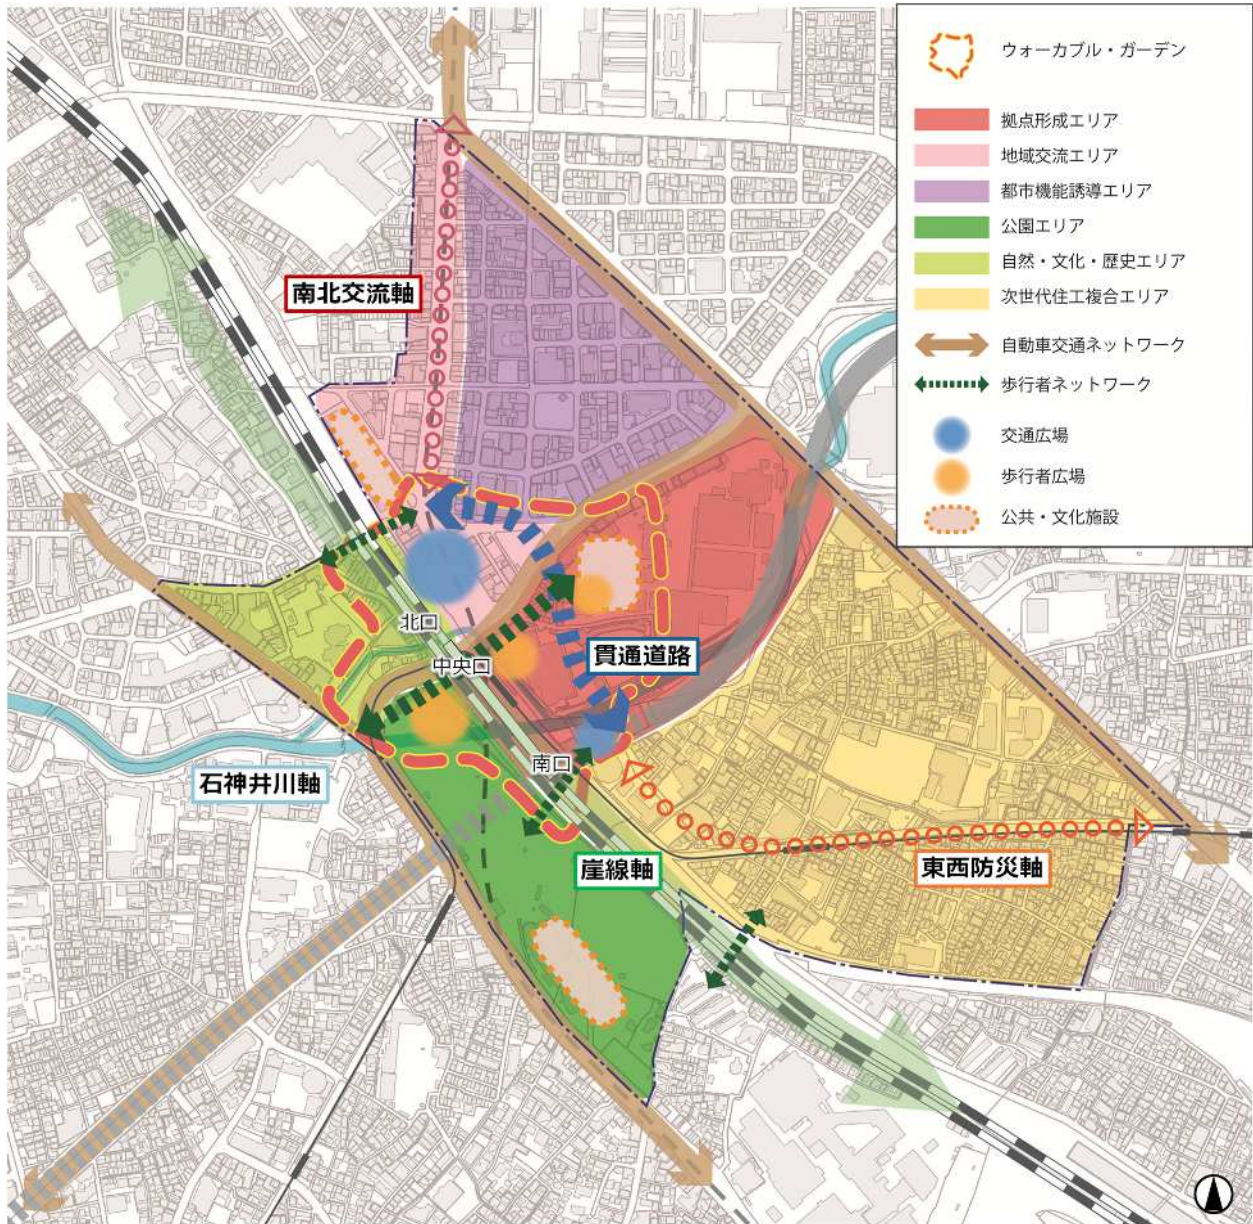 ウォーカブル・ガーデン
拠点形成エリア
地域交流エリア
都市機能誘導エリア
公園エリア
自然・文化・歴史エリア
次世代住工複合エリア
自動車交通ネットワーク
歩行者ネットワーク
交通広場
歩行者広場
公共・文化施設
南北交流軸
北口
中央口
貫通道路
南口
石神井川軸
崖線軸
東西防災軸